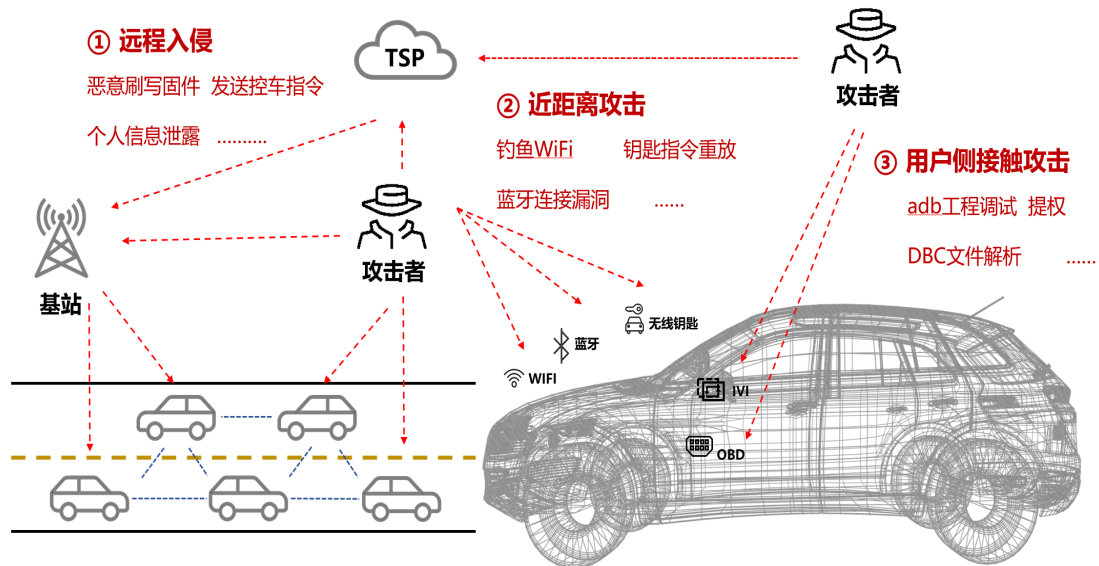 ① 远程入侵
恶意刷写固件 发送控车指令
个人信息泄露 ………
TSP
攻击者
② 近距离攻击
钓鱼WiFi 钥匙指令重放
蓝牙连接漏洞 ……
③ 用户侧接触攻击
adb工程调试 提权
DBC文件解析 ……
攻击者
基站
无线钥匙
蓝牙
WIFI
IVI
OBD